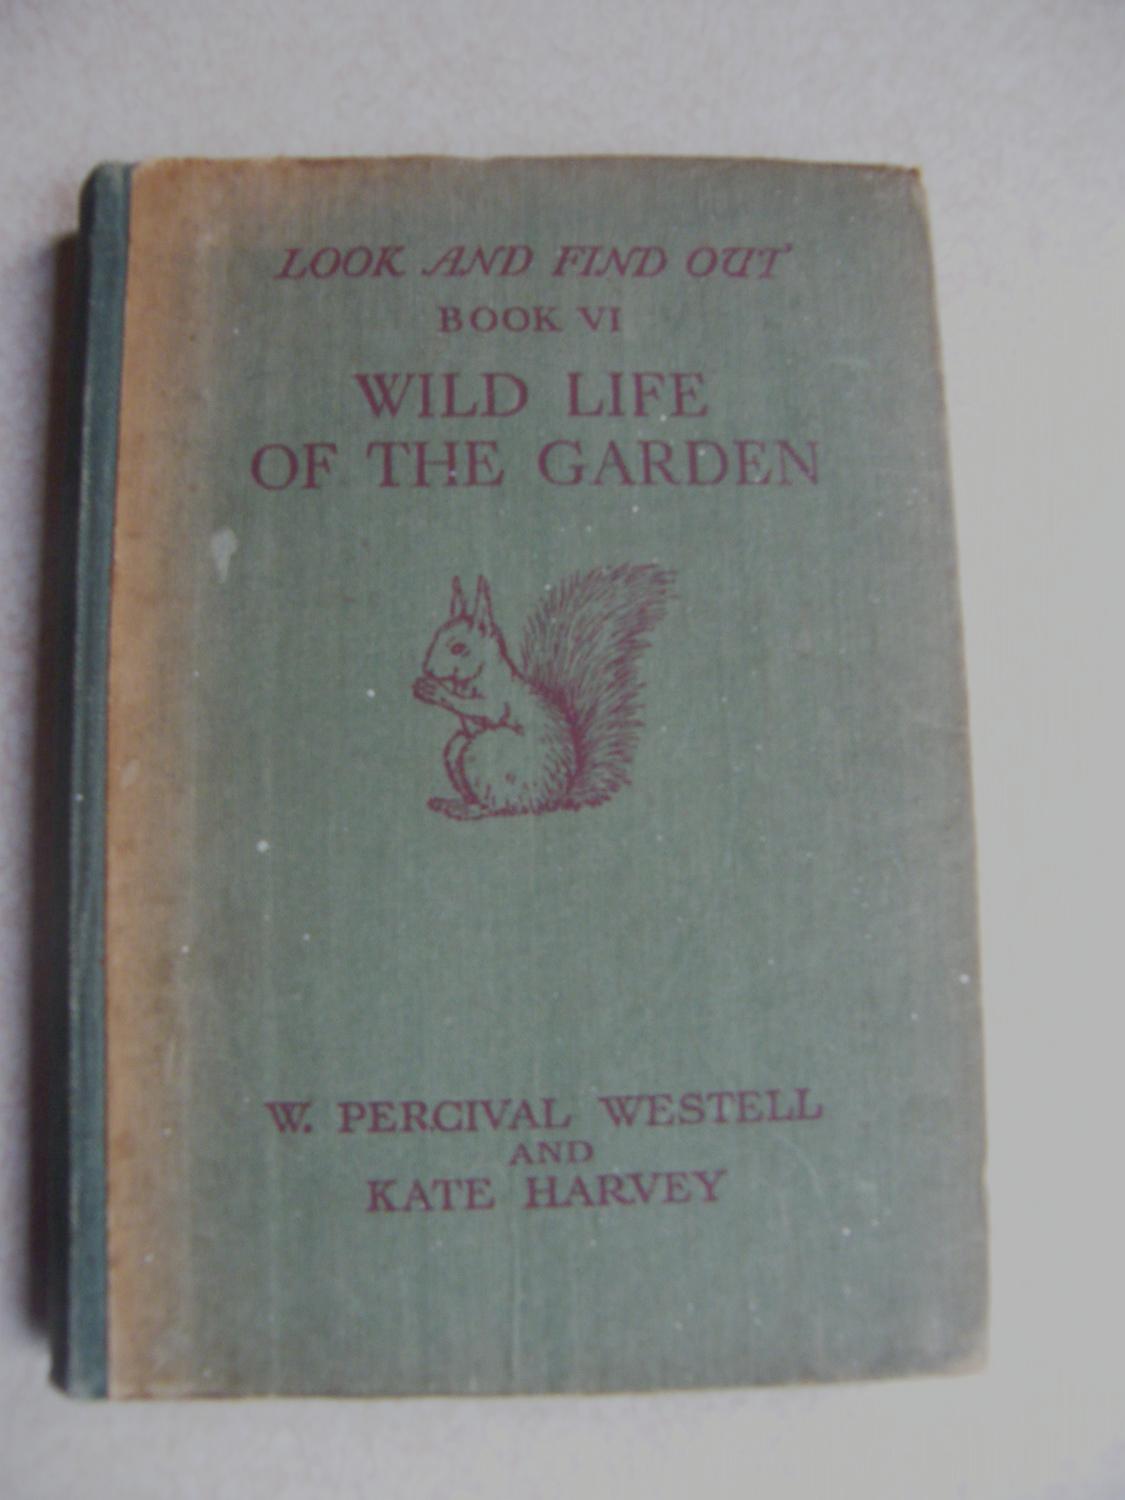 LOOK AND FIND OUT
BOOK VI
WILD LIFE
OF THE GARDEN
W. PERCIVAL WESTELL
AND
KATE HARVEY